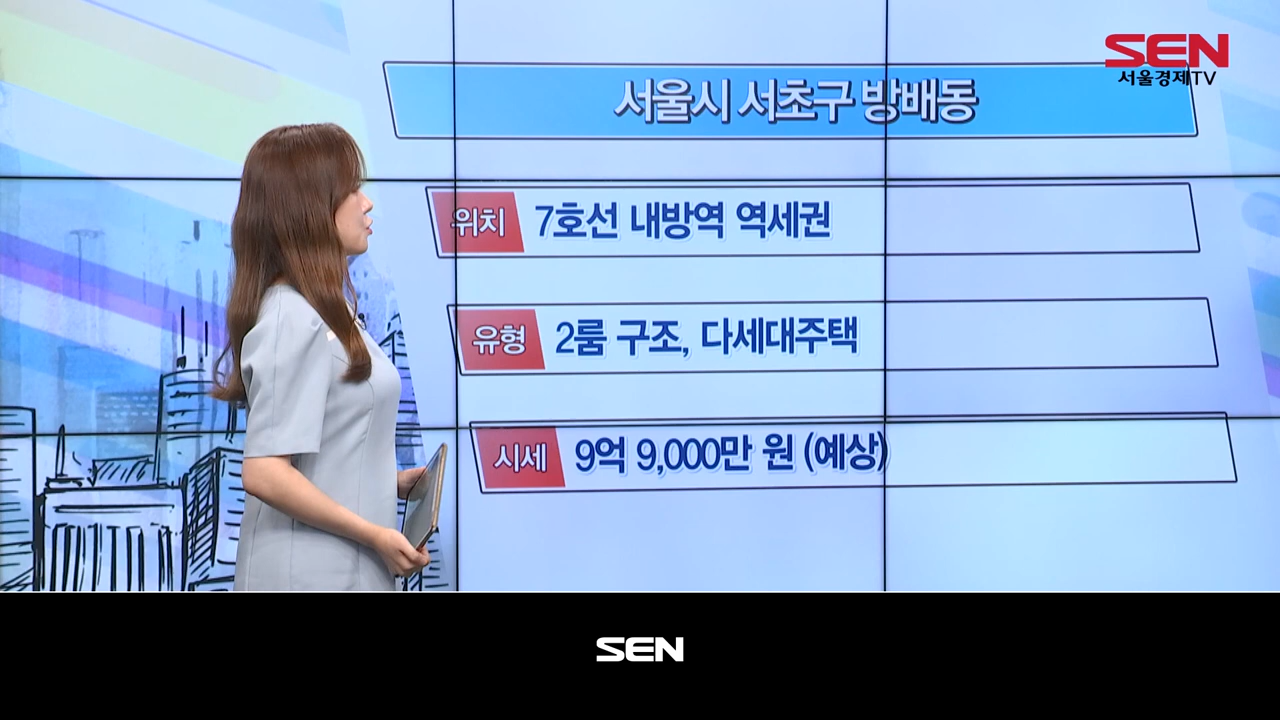 SEN
서울경제TV
서울시 서초구 방배동
위치 7호선 내방역 역세권
유형 2룸 구조, 다세대주택
시세 9억 9,000만 원 (예상)
SEN